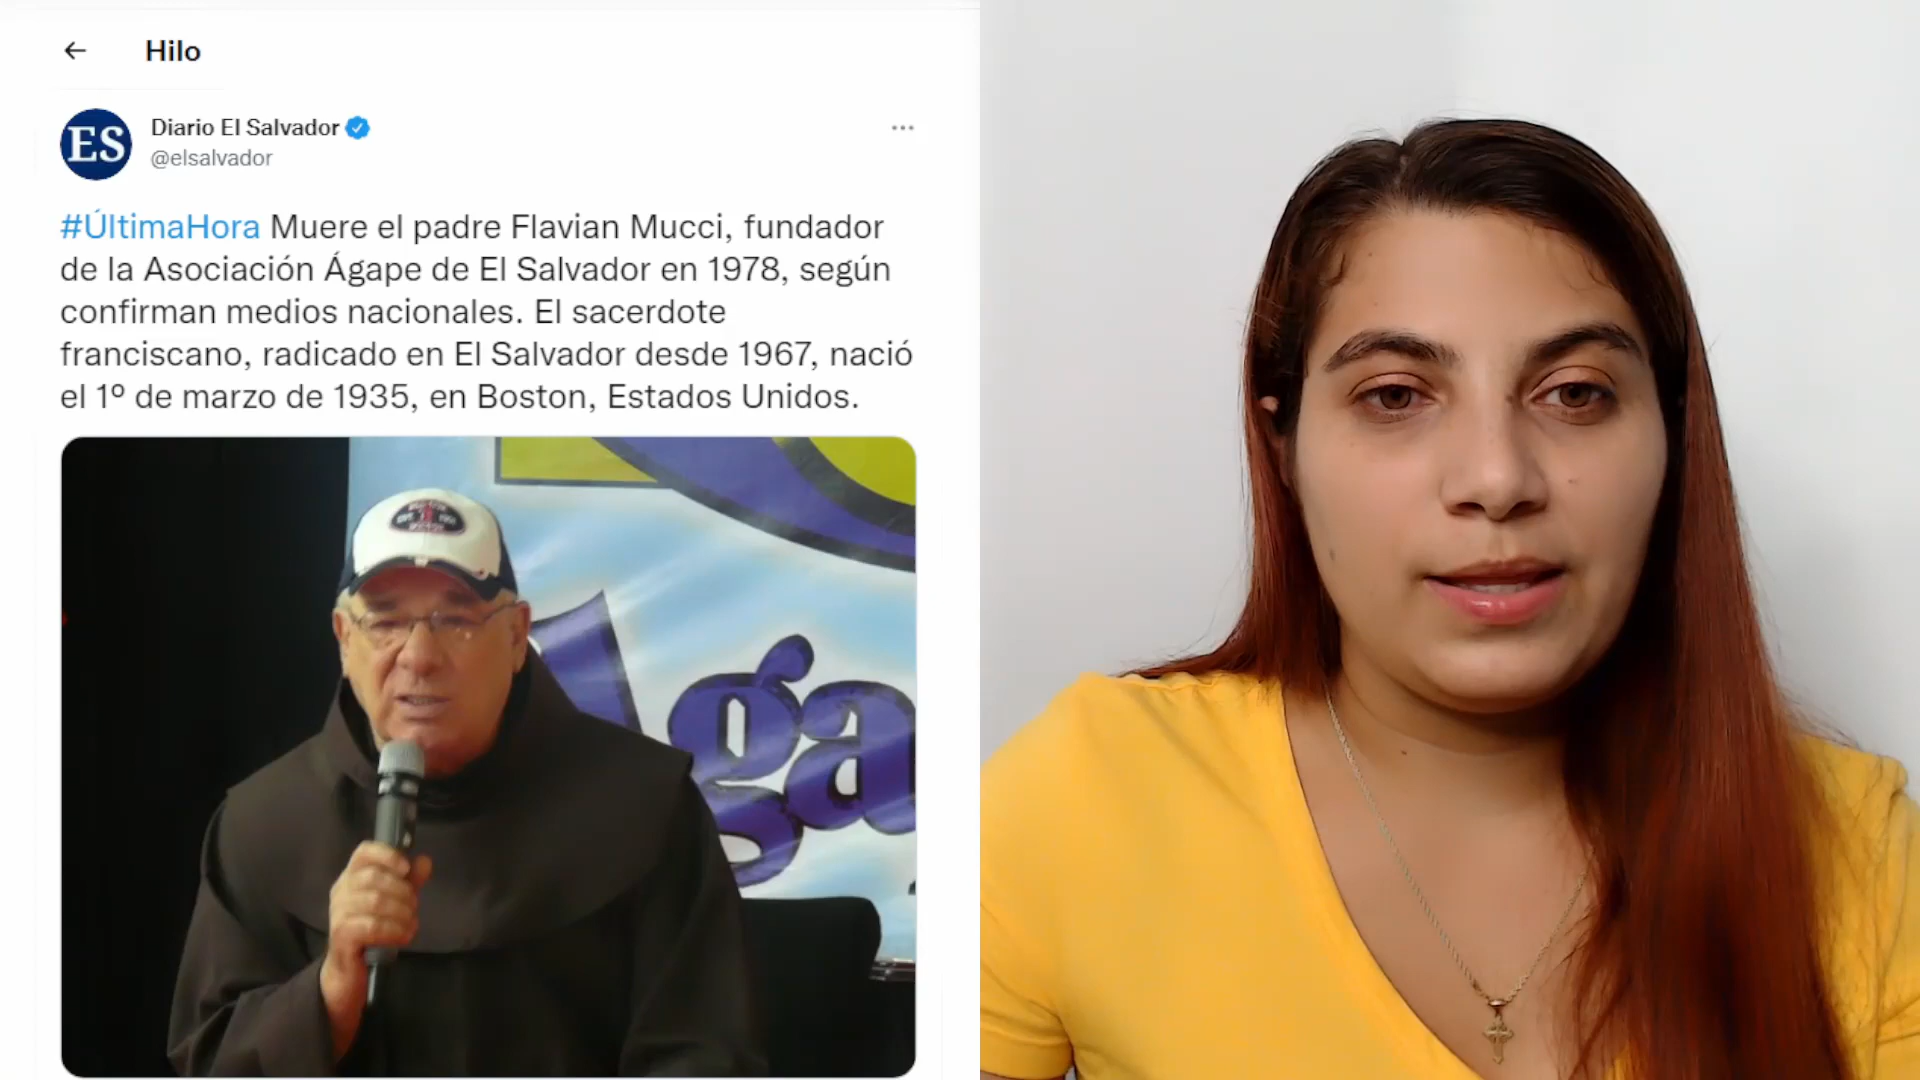 Hilo
ES
Diario El Salvador
@elsalvador
#ÚltimaHora Muere el padre Flavian Mucci, fundador
de la Asociación Ágape de El Salvador en 1978, según
confirman medios nacionales. El sacerdote
franciscano, radicado en El Salvador desde 1967, nació
el 1º de marzo de 1935, en Boston, Estados Unidos.